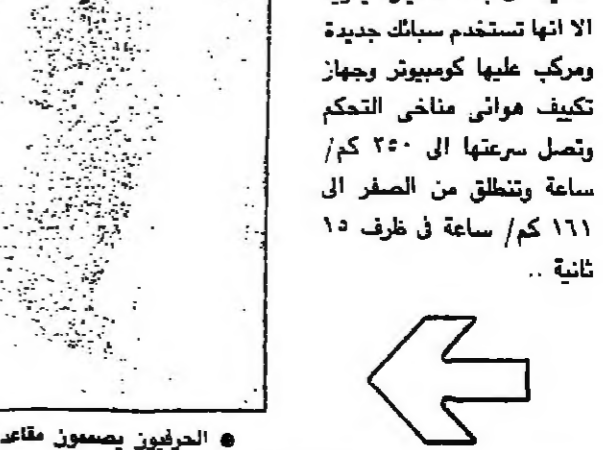 الا انها تستخدم سبائك جديدة
ومركب عليها كومبيوتر وجهاز
تكييف هوائى مناخى التحكم
وتصل سرعتها الى ٢٥٠ كم/
ساعة وتنطلق من الصفر الى
١٦١ كم/ ساعة فى ظرف ١٥
ثانية ..
● الحرفيون يصممون مقاعد